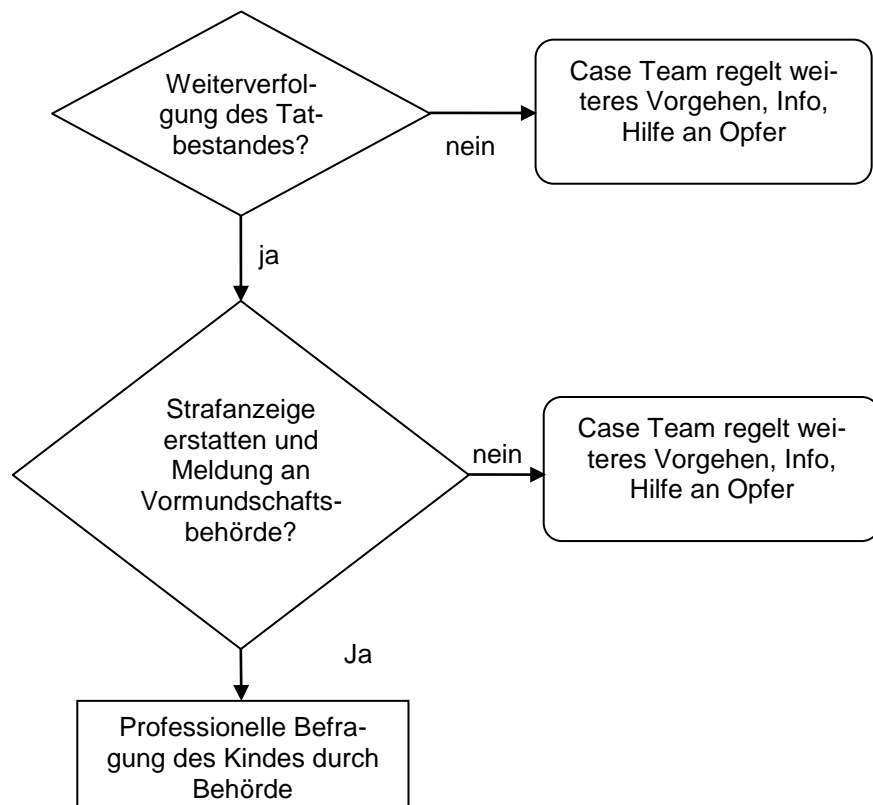 Weiterverfol-
gung des Tat-
bestandes?
nein
Case Team regelt wei-
teres Vorgehen, Info,
Hilfe an Opfer
ja
Strafanzeige
erstatten und
Meldung an
Vormundschafts-
behörde?
nein
Case Team regelt wei-
teres Vorgehen, Info,
Hilfe an Opfer
Ja
Professionelle Befra-
gung des Kindes durch
Behörde